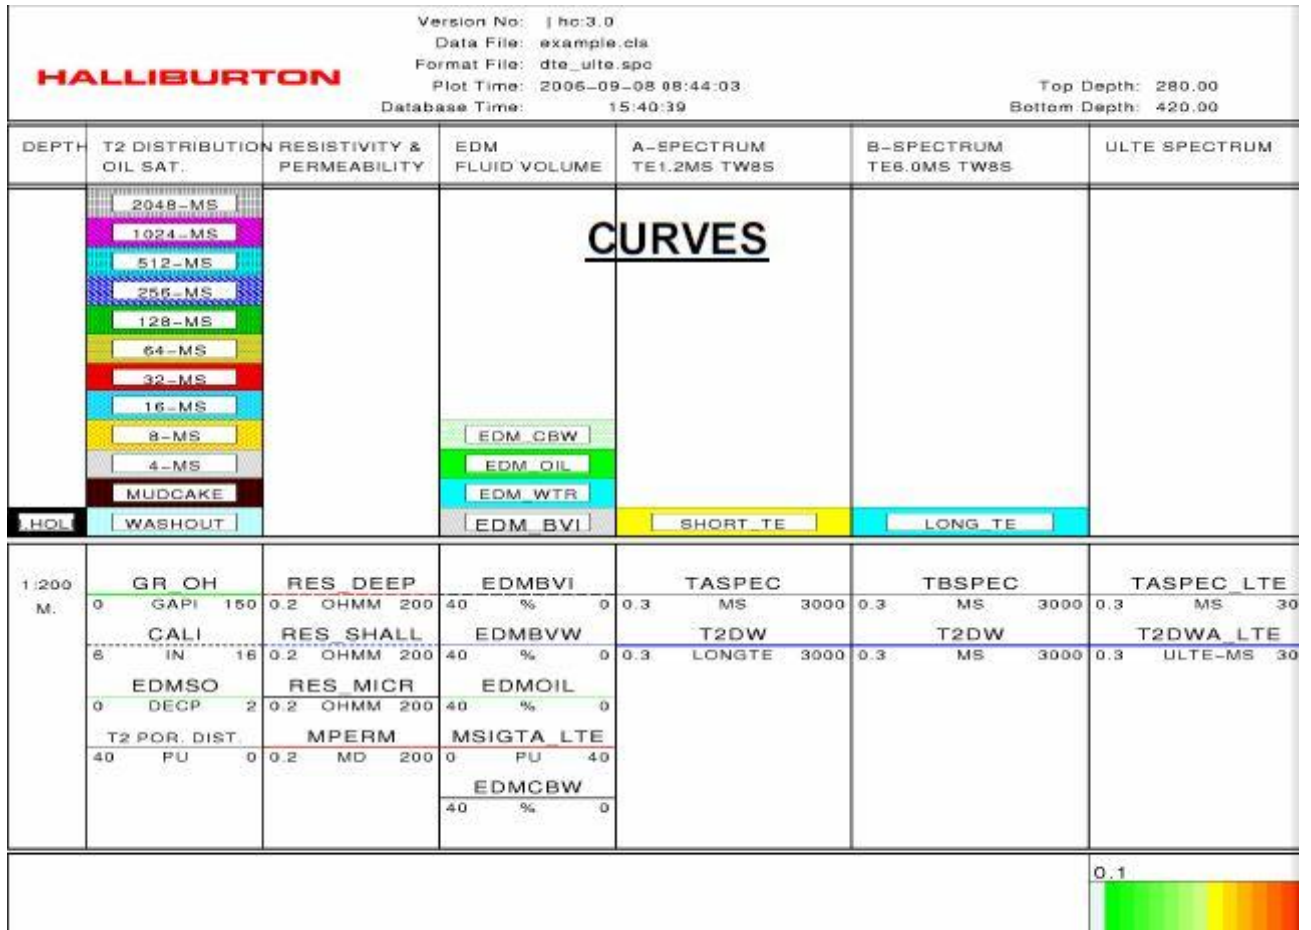 Version No: | hc:3.0
Data File: example.cls
HALLIBURTON
Format File: dte_ulte.spc
Plot Time: 2006-09-08 08:44:03
Database Time: 15:40:39
Top Depth: 280.00
Bottom Depth: 420.00
DEPTH
T2 DISTRIBUTION
OIL SAT.
RESISTIVITY &
PERMEABILITY
EDM
FLUID VOLUME
A-SPECTRUM
TE1.2MS TW8S
B-SPECTRUM
TE6.0MS TW8S
ULTE SPECTRUM
CURVES
2048-MS
1024-MS
512-MS
256-MS
128-MS
64-MS
32-MS
16-MS
8-MS
4-MS
MUDCAKE
WASHOUT
EDM_CBW
EDM_OIL
EDM_WTR
EDM_BVI
SHORT_TE
LONG_TE
1:200
M.
GR_OH
0 GAPI 150
CALI
6 IN 16
EDMSO
0 DECP 2
T2 POR. DIST.
40 PU 0
RES_DEEP
0.2 OHMM 200
RES_SHALL
0.2 OHMM 200
RES_MICR
0.2 OHMM 200
MPERM
0.2 MD 200
EDMBVI
40 % 0
EDMBVW
40 % 0
EDMOIL
40 % 0
MSIGTA_LTE
0 PU 40
EDMCBW
40 % 0
TASPEC
0.3 MS 3000
T2DW
0.3 LONGTE 3000
TBSPEC
0.3 MS 3000
T2DW
0.3 MS 3000
TASPEC_LTE
0.3 MS 30
T2DWA_LTE
0.3 ULTE-MS 30
0.1